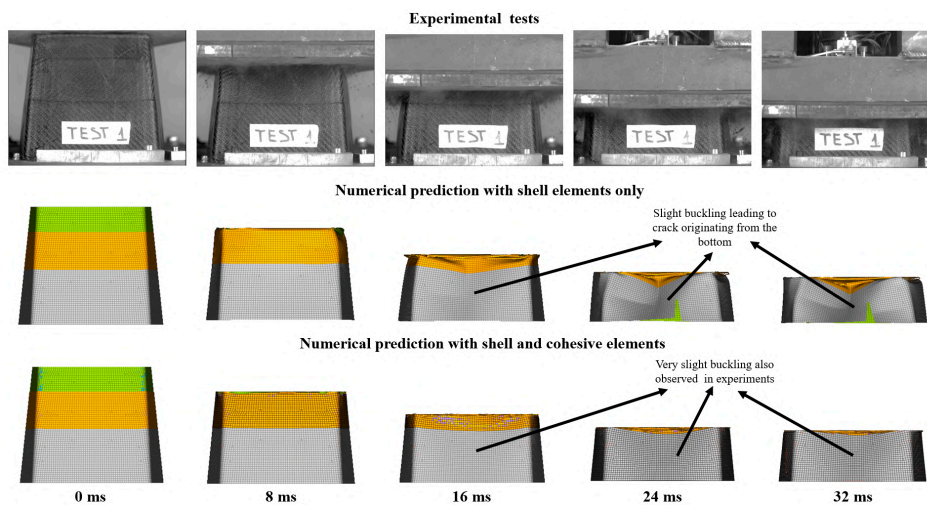 Experimental tests
TEST 1
TEST 1
TEST 1
TEST 1
TEST 1
Numerical prediction with shell elements only
Slight buckling leading to
crack originating from the
bottom
Numerical prediction with shell and cohesive elements
Very slight buckling also
observed in experiments
0 ms
8 ms
16 ms
24 ms
32 ms